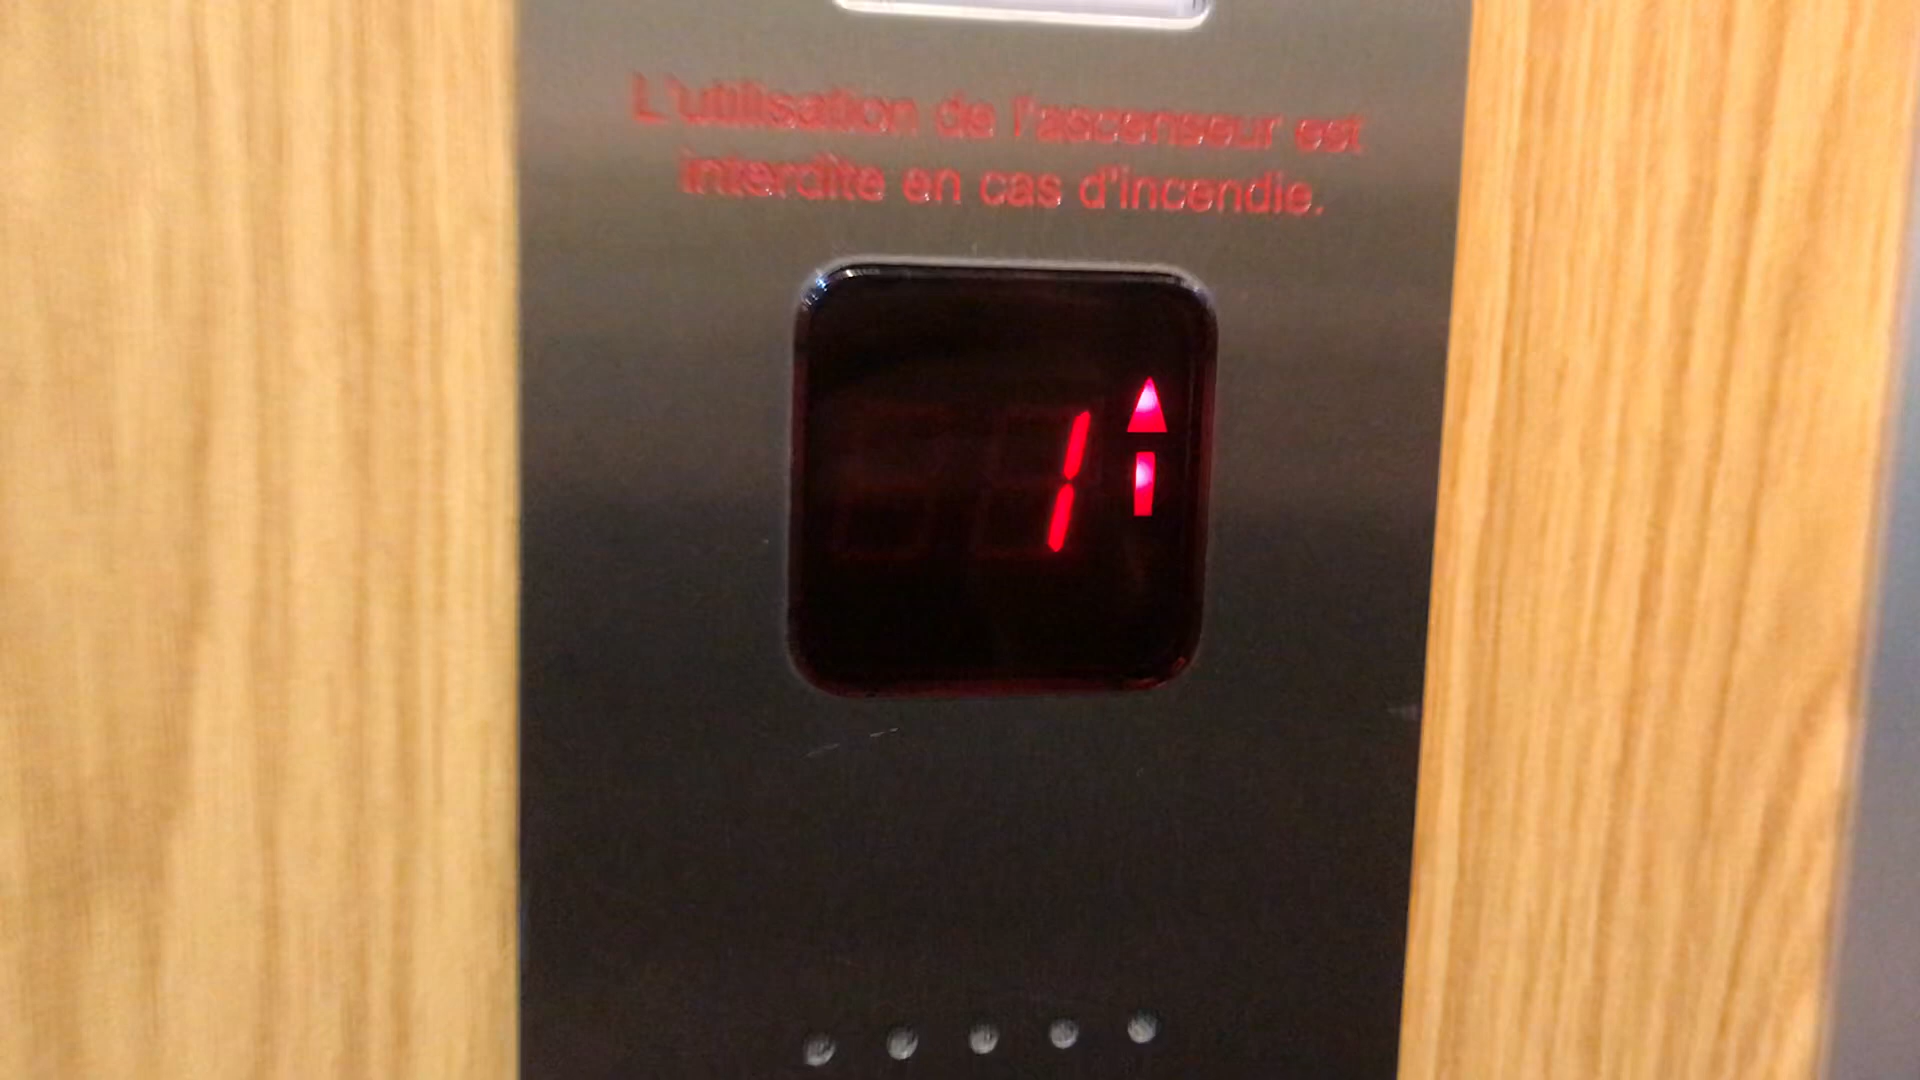 L'utilisation de l'ascenseur est
interdite en cas d'incendie.
1